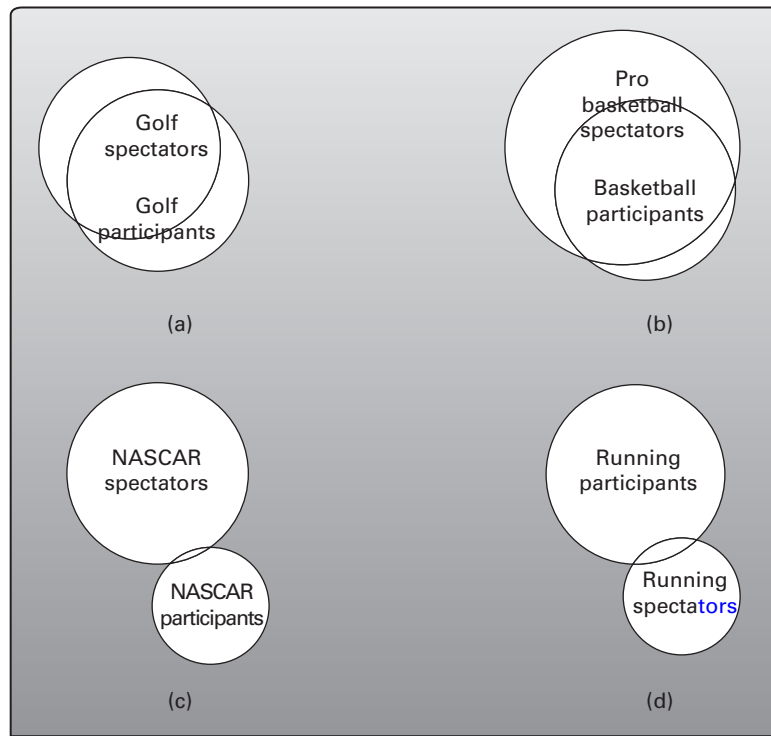 Golf
spectators
Golf
participants
(a)
Pro
basketball
spectators
Basketball
participants
(b)
NASCAR
spectators
NASCAR
participants
(c)
Running
participants
Running
spectators
(d)